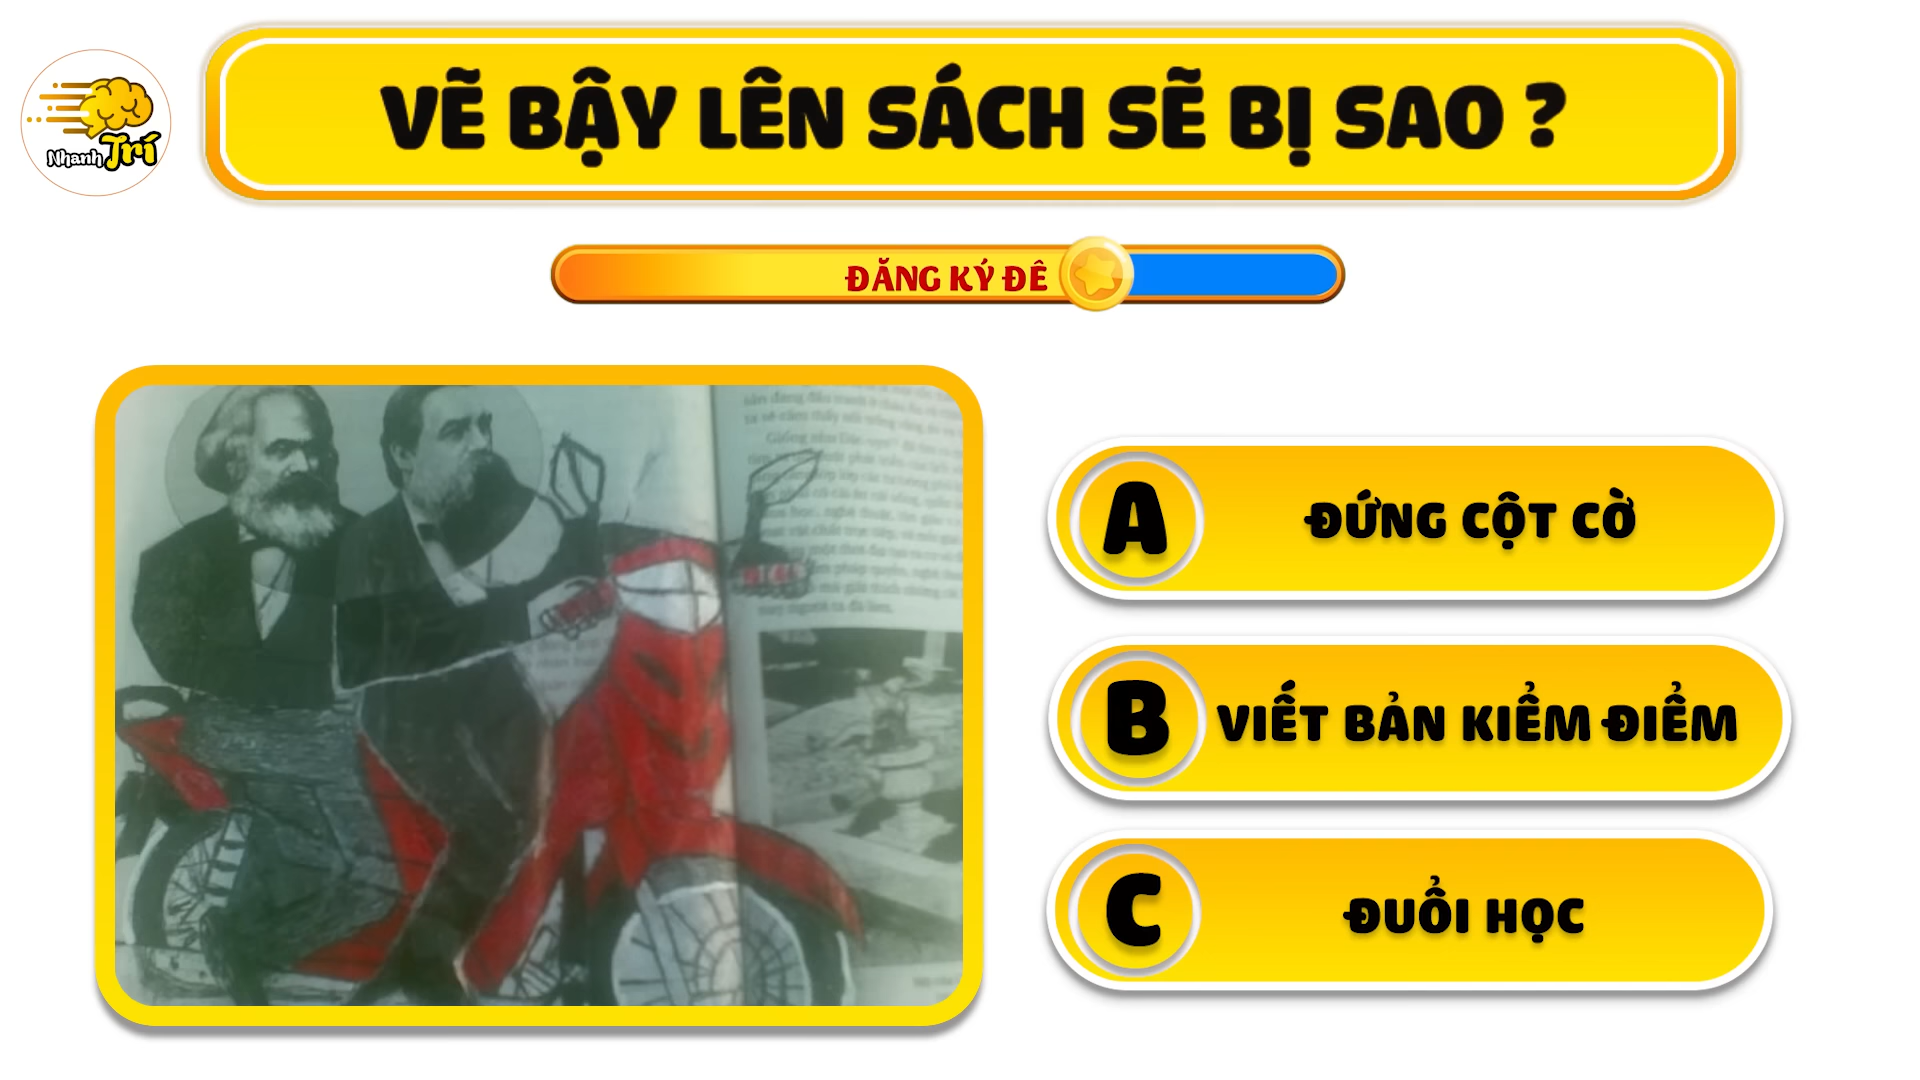 VẼ BẬY LÊN SÁCH SẼ BỊ SAO ?
Nhanh Trí
ĐĂNG KÝ ĐÊ
A ĐỨNG CỘT CỜ
B VIẾT BẢN KIỂM ĐIỂM
C ĐUỔI HỌC